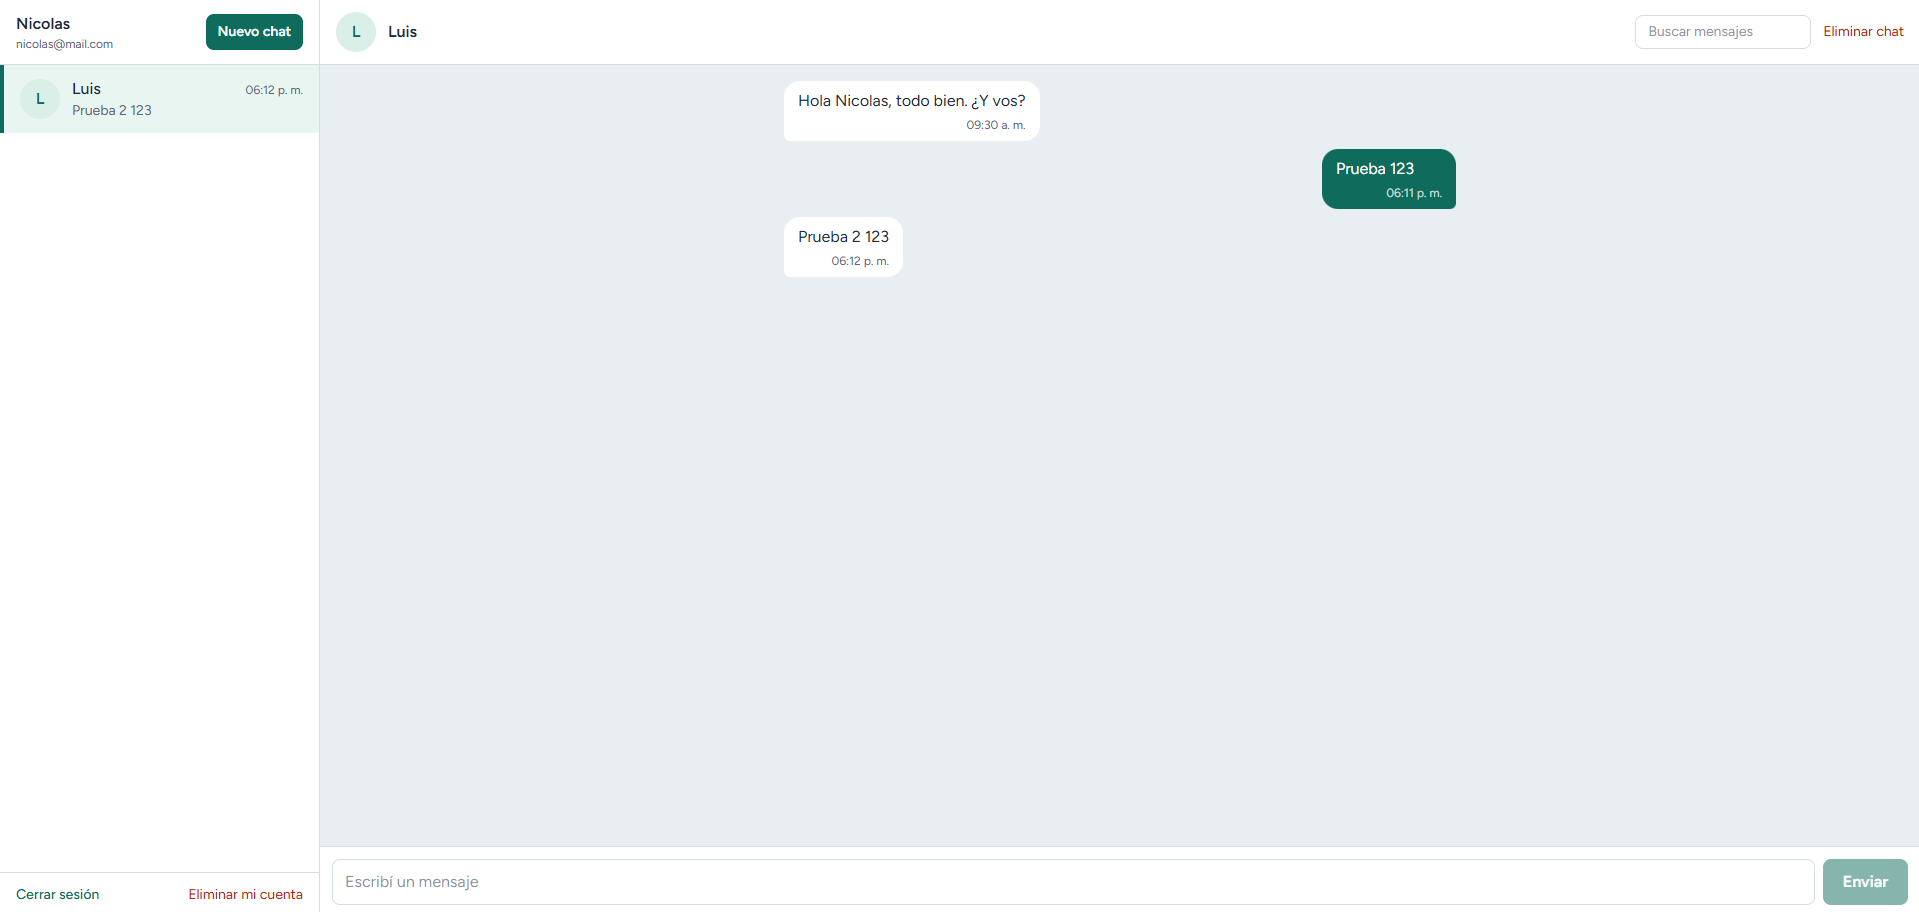 Nicolas
nicolas@mail.com
Nuevo chat
L
Luis
06:12 p. m.
Prueba 2 123
Cerrar sesión
Eliminar mi cuenta
L
Luis
Buscar mensajes
Eliminar chat
Hola Nicolas, todo bien. ¿Y vos?
09:30 a. m.
Prueba 123
06:11 p. m.
Prueba 2 123
06:12 p. m.
Escribí un mensaje
Enviar